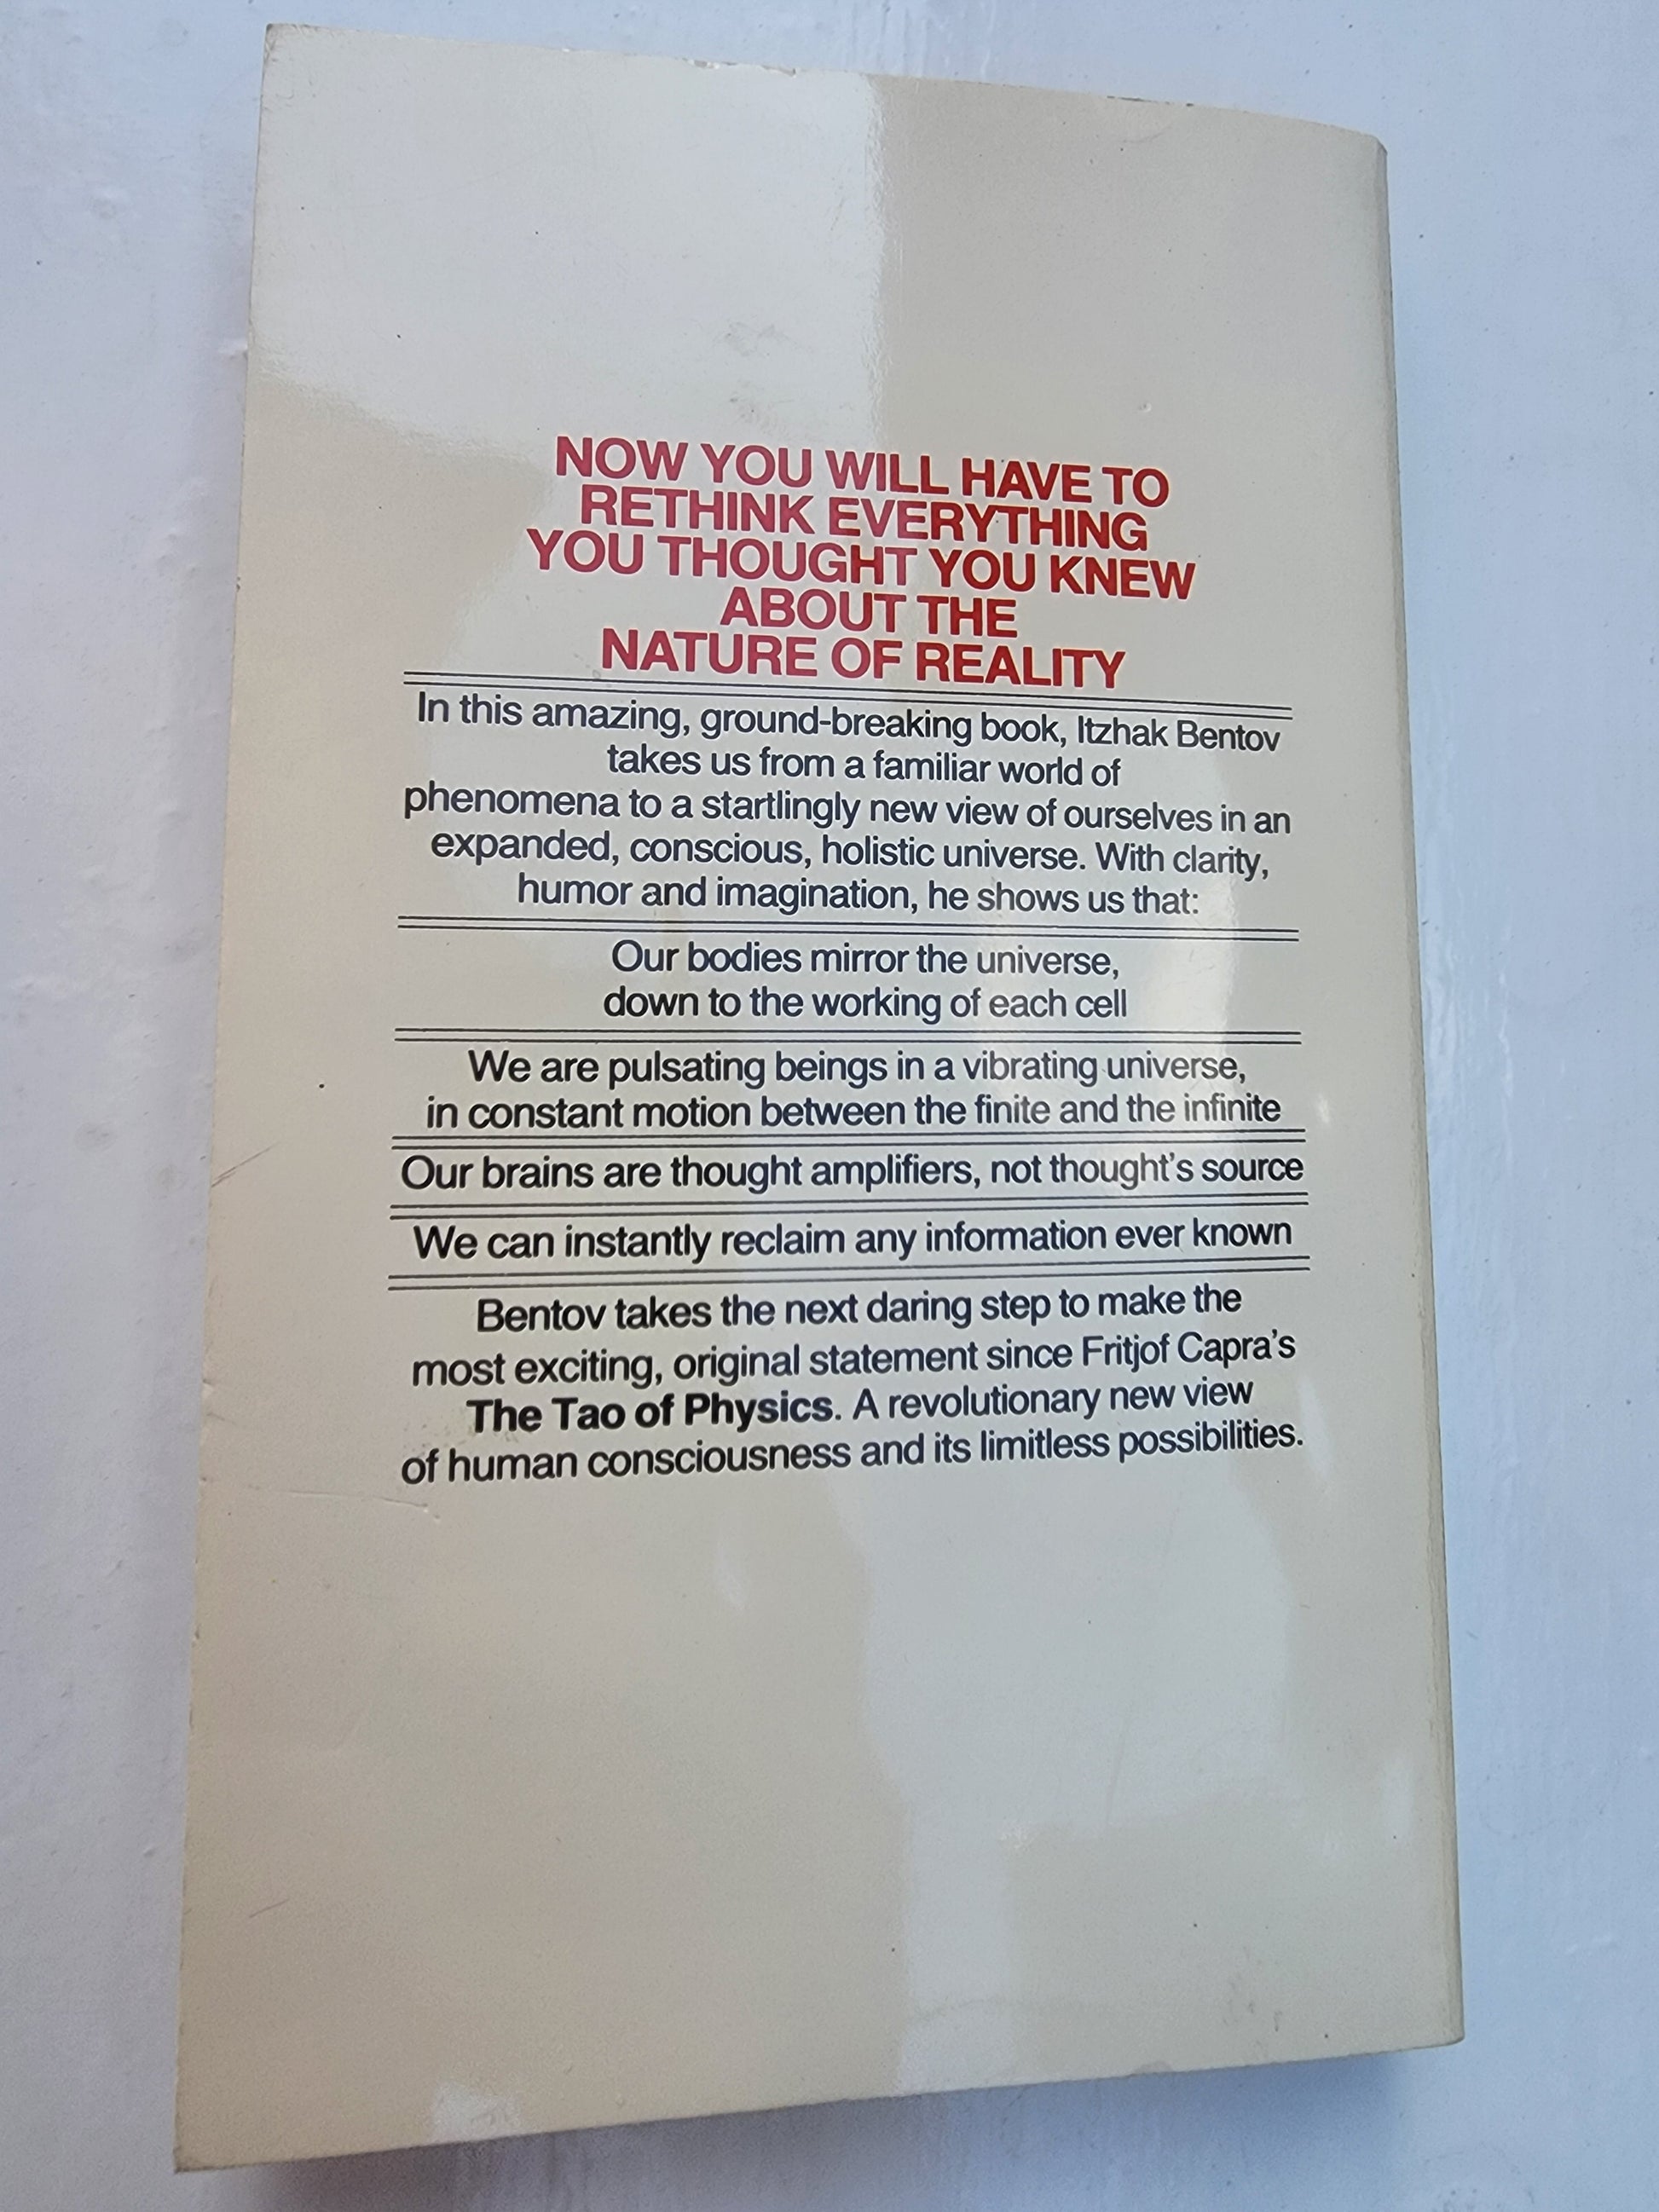 NOW YOU WILL HAVE TO
RETHINK EVERYTHING
YOU THOUGHT YOU KNEW
ABOUT THE
NATURE OF REALITY
In this amazing, ground-breaking book, Itzhak Bentov
takes us from a familiar world of
phenomena to a startlingly new view of ourselves in an
expanded, conscious, holistic universe. With clarity,
humor and imagination, he shows us that:
Our bodies mirror the universe,
down to the working of each cell
We are pulsating beings in a vibrating universe,
in constant motion between the finite and the infinite
Our brains are thought amplifiers, not thought's source
We can instantly reclaim any information ever known
Bentov takes the next daring step to make the
most exciting, original statement since Fritjof Capra's
The Tao of Physics. A revolutionary new view
of human consciousness and its limitless possibilities.